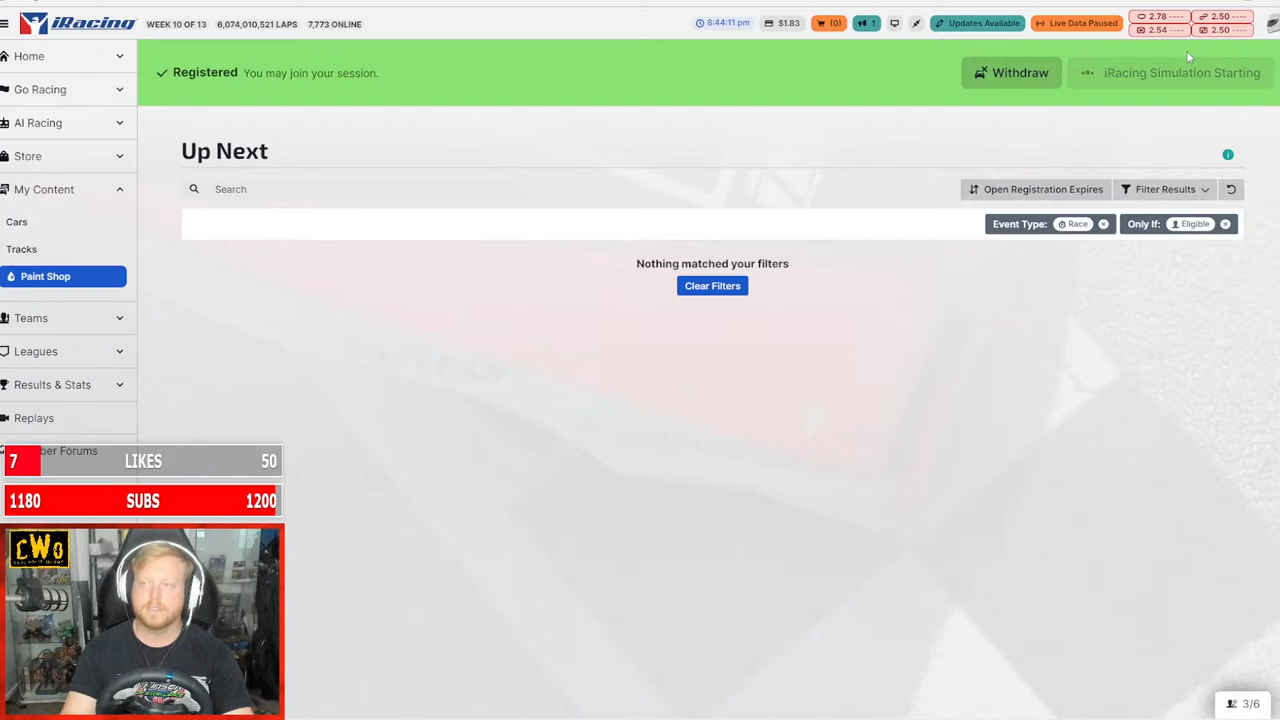 iRacing WEEK 10 OF 13 6,074,010,521 LAPS 7,773 ONLINE 8:44:11 pm $1.83 (0) 1 Updates Available Live Data Paused 2.78 ---- 2.50 ----
2.54 ---- 2.50 ----
Home
Registered You may join your session. Withdraw iRacing Simulation Starting
Go Racing
AI Racing
Store
My Content
Cars
Tracks
Paint Shop
Teams
Leagues
Results & Stats
Replays
ber Forums
Up Next
Search Open Registration Expires Filter Results
Event Type: Race Only If: Eligible
Nothing matched your filters
Clear Filters
7 LIKES 50
1180 SUBS 1200
CWO
3/6